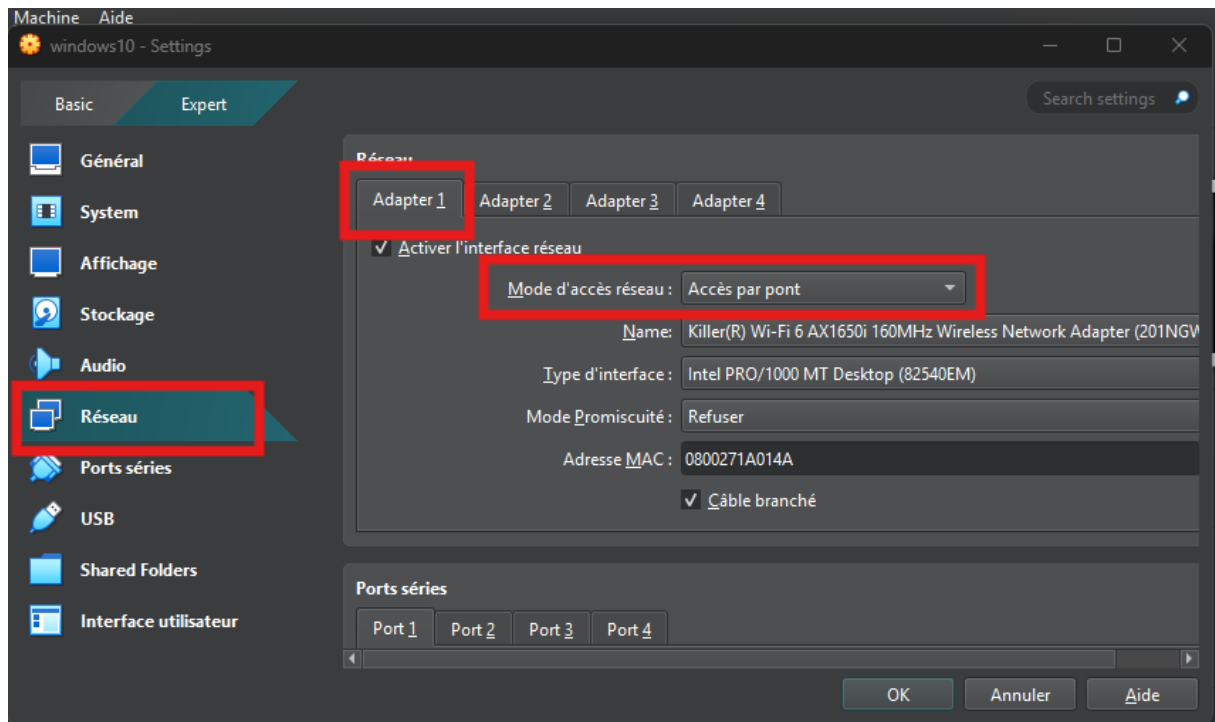 Machine Aide
windows10 - Settings
Basic Expert
Search settings
Général
System
Affichage
Stockage
Audio
Réseau
Ports séries
USB
Shared Folders
Interface utilisateur
Réseau
Adapter 1 Adapter 2 Adapter 3 Adapter 4
Activer l'interface réseau
Mode d'accès réseau : Accès par pont
Name: Killer(R) Wi-Fi 6 AX1650i 160MHz Wireless Network Adapter (201NGW
Type d'interface : Intel PRO/1000 MT Desktop (82540EM)
Mode Promiscuité : Refuser
Adresse MAC : 0800271A014A
Câble branché
Ports séries
Port 1 Port 2 Port 3 Port 4
OK Annuler Aide